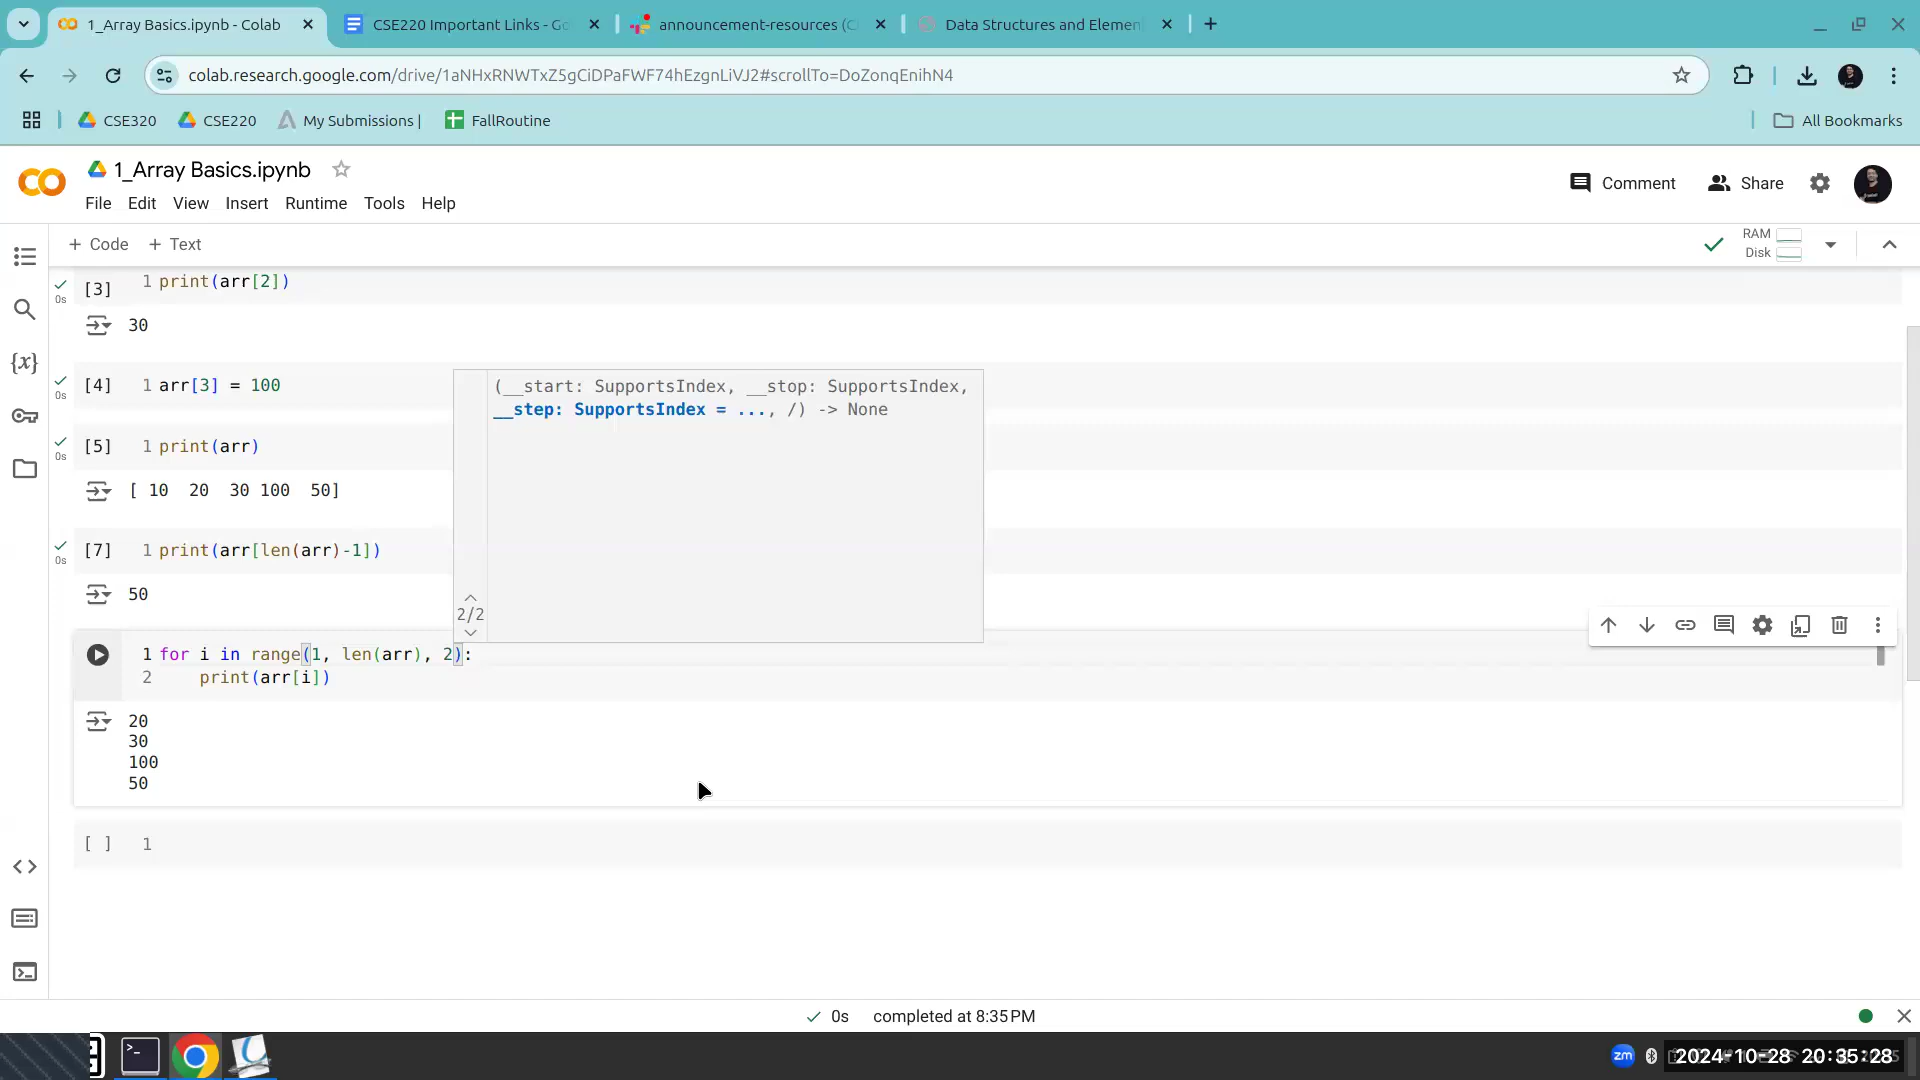 1_Array Basics.ipynb - Colab
CSE220 Important Links - Go
announcement-resources (C
Data Structures and Elemen
colab.research.google.com/drive/1aNHxRNWTxZ5gCiDPaFWF74hEzgnLiVJ2#scrollTo=DoZonqEnihN4
CSE320
CSE220
My Submissions |
FallRoutine
All Bookmarks
1_Array Basics.ipynb
Comment
Share
File Edit View Insert Runtime Tools Help
+ Code + Text
RAM
Disk
[3] 1 print(arr[2])
0s
30
[4] 1 arr[3] = 100
0s
(__start: SupportsIndex, __stop: SupportsIndex,
__step: SupportsIndex = ..., /) -> None
2/2
[5] 1 print(arr)
0s
[ 10 20 30 100 50]
[7] 1 print(arr[len(arr)-1])
0s
50
1 for i in range(1, len(arr), 2):
2 print(arr[i])
20
30
100
50
[ ] 1
0s completed at 8:35 PM
zm
2024-10-28 20:35:28